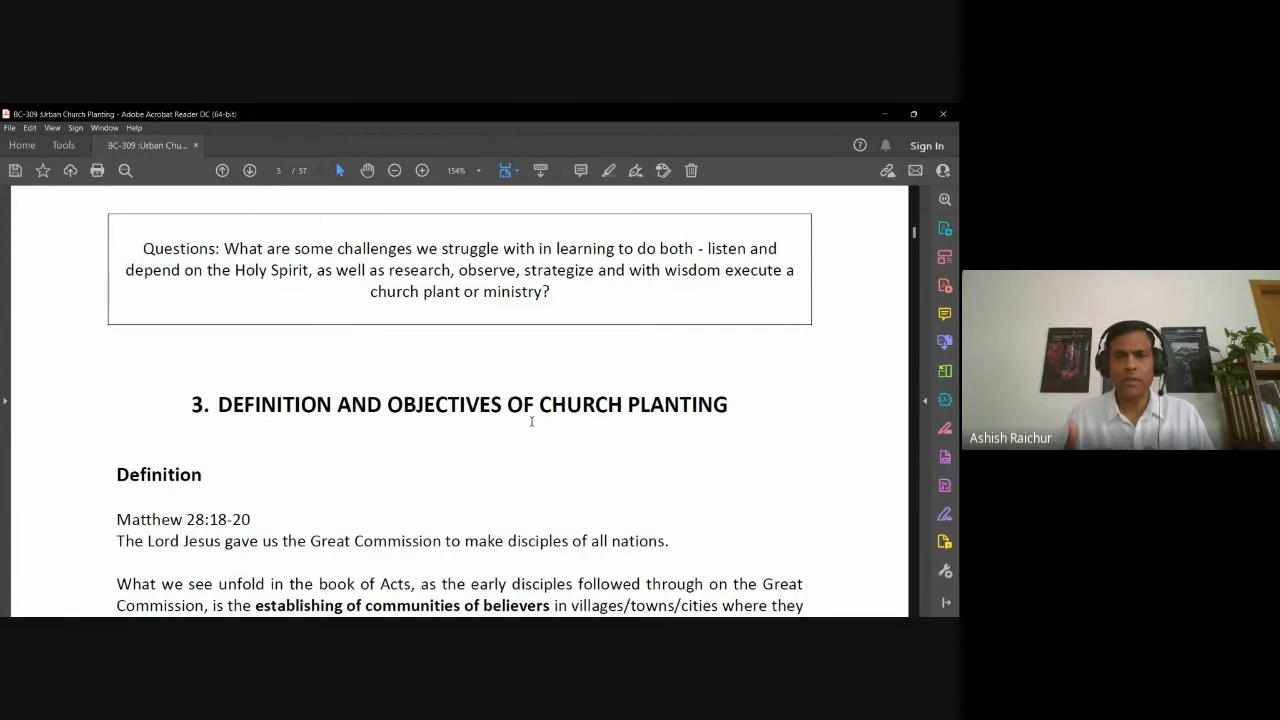 BC-309 :Urban Church Planting - Adobe Acrobat Reader DC (64-bit)
File Edit View Sign Window Help
Home Tools BC-309 :Urban Chu... × Sign In
5 / 57 154%
Questions: What are some challenges we struggle with in learning to do both - listen and
depend on the Holy Spirit, as well as research, observe, strategize and with wisdom execute a
church plant or ministry?
3. DEFINITION AND OBJECTIVES OF CHURCH PLANTING
Definition
Matthew 28:18-20
The Lord Jesus gave us the Great Commission to make disciples of all nations.
What we see unfold in the book of Acts, as the early disciples followed through on the Great
Commission, is the establishing of communities of believers in villages/towns/cities where they
Ashish Raichur